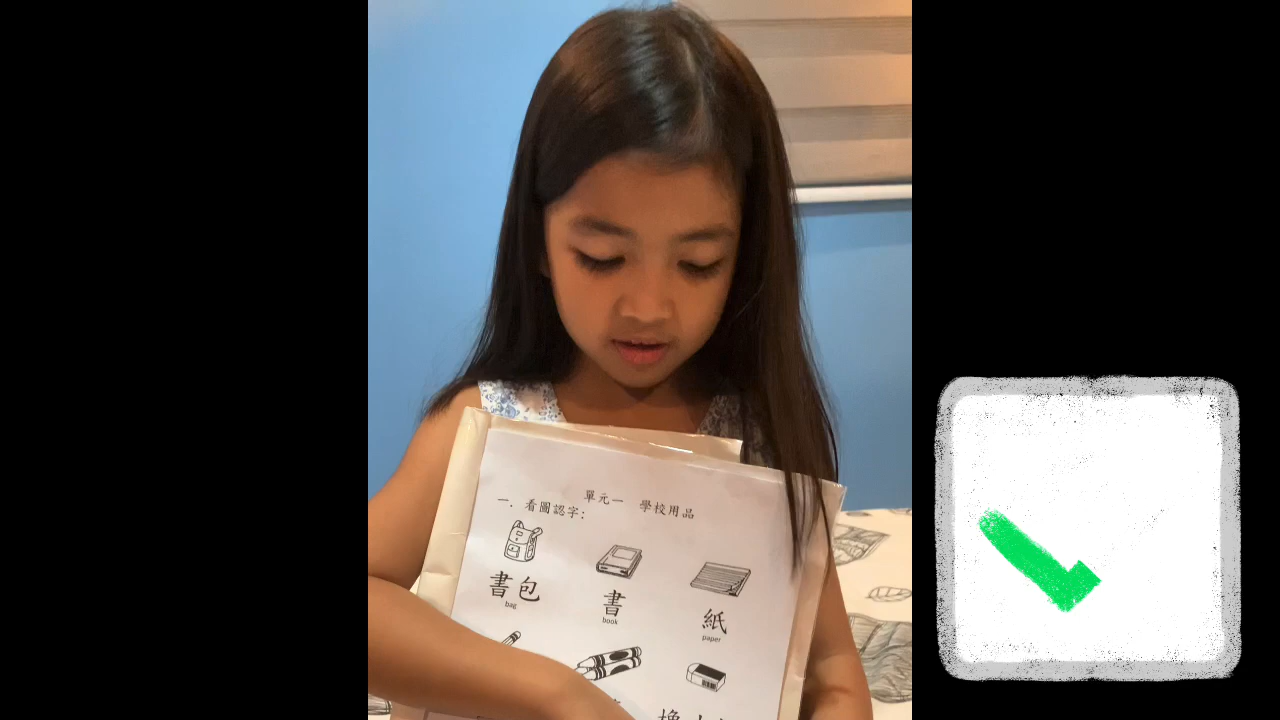 單元一 學校用品
一. 看圖認字:
書包 書 紙
bag book paper